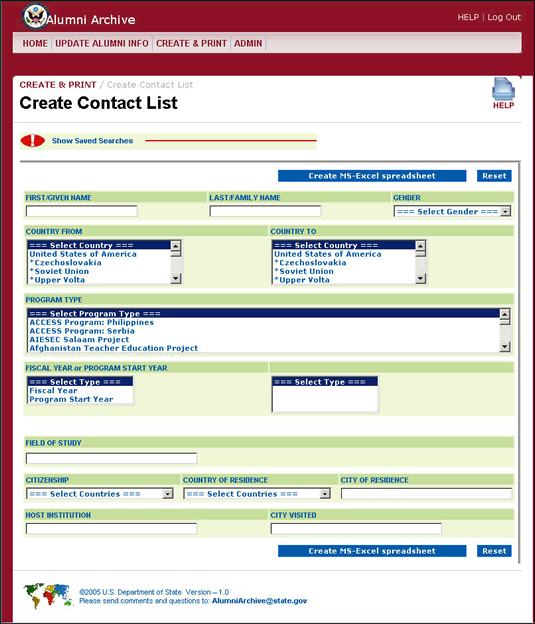 Alumni Archive
HELP | Log Out
HOME UPDATE ALUMNI INFO CREATE & PRINT ADMIN
CREATE & PRINT / Create Contact List
Create Contact List
HELP
Show Saved Searches
Create MS-Excel spreadsheet Reset
FIRST/GIVEN NAME LAST/FAMILY NAME GENDER
=== Select Gender ===
COUNTRY FROM COUNTRY TO
=== Select Country === === Select Country ===
United States of America United States of America
*Czechoslovakia *Czechoslovakia
*Soviet Union *Soviet Union
*Upper Volta *Upper Volta
PROGRAM TYPE
=== Select Program Type ===
ACCESS Program: Philippines
ACCESS Program: Serbia
AIESEC Salaam Project
Afghanistan Teacher Education Project
FISCAL YEAR or PROGRAM START YEAR
=== Select Type === === Select Type ===
Fiscal Year
Program Start Year
FIELD OF STUDY
CITIZENSHIP COUNTRY OF RESIDENCE CITY OF RESIDENCE
=== Select Countries === === Select Countries ===
HOST INSTITUTION CITY VISITED
Create MS-Excel spreadsheet Reset
©2005 U.S. Department of State Version – 1.0
Please send comments and questions to: AlumniArchive@state.gov